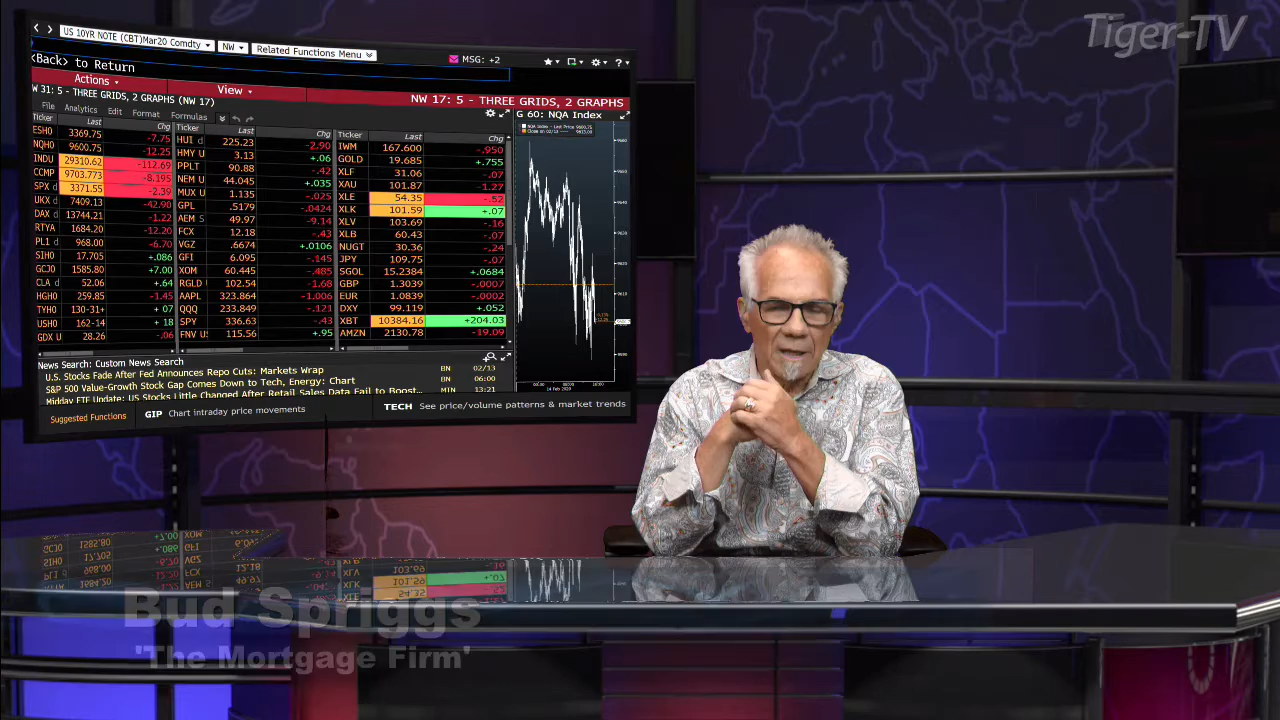 Tiger-TV
US 10YR NOTE (CBT)Mar20 Comdty
NW
Related Functions Menu
MSG: +2
<Back> to Return
Actions
View
NW 17: 5 - THREE GRIDS, 2 GRAPHS
W 31: 5 - THREE GRIDS, 2 GRAPHS (NW 17)
File Analytics Edit Format Formulas
G 60: NQA Index
Ticker Last Chg
ESH0 3369.75 -7.75
NQH0 9600.75 -12.25
INDU 29310.62 -112.69
CCMP 9703.773 -8.195
SPX d 3371.55 -2.39
UKX d 7409.13 -42.90
DAX d 13744.21 -1.22
RTYA 1684.20 -12.20
PL1 d 968.00 -6.70
SIH0 17.705 +.086
GCJ0 1585.80 +7.00
CLA d 52.06 +.64
HGH0 259.85 -1.45
TYH0 130-31+ + 07
USH0 162-14 + 18
GDX U 28.26 -.06
Ticker Last Chg
HUI d 225.23 -2.90
HMY U 3.13 +.06
PPLT 90.88 -.42
NEM U 44.045 +.035
MUX U 1.135 -.025
GPL .5179 -.0424
AEM S 49.97 -9.14
FCX 12.18 -.43
VGZ .6674 +.0106
GFI 6.095 -.145
XOM 60.445 -.485
RGLD 102.54 -1.68
AAPL 323.864 -1.006
QQQ 233.849 -.121
SPY 336.63 -.43
FNV U 115.56 +.95
Ticker Last Chg
IWM 167.600 -.950
GOLD 19.685 +.755
XLF 31.06 -.07
XAU 101.87 -1.27
XLE 54.35 -.52
XLK 101.59 +.07
XLV 103.69 -.16
XLB 60.43 -.07
NUGT 30.36 -.24
JPY 109.75 -.07
SGOL 15.2384 +.0684
GBP 1.3039 -.0007
EUR 1.0839 -.0002
DXY 99.119 +.052
XBT 10384.16 +204.03
AMZN 2130.78 -19.09
News Search: Custom News Search
U.S. Stocks Fade After Fed Announces Repo Cuts: Markets Wrap BN 02/13
S&P 500 Value-Growth Stock Gap Comes Down to Tech, Energy: Chart BN 06:00
Midday ETF Update: US Stocks Little Changed After Retail Sales Data Fail to Boost... MTN 13:21
14 Feb 2020
Suggested Functions
GIP Chart intraday price movements
TECH See price/volume patterns & market trends
Bud Spriggs
'The Mortgage Firm'